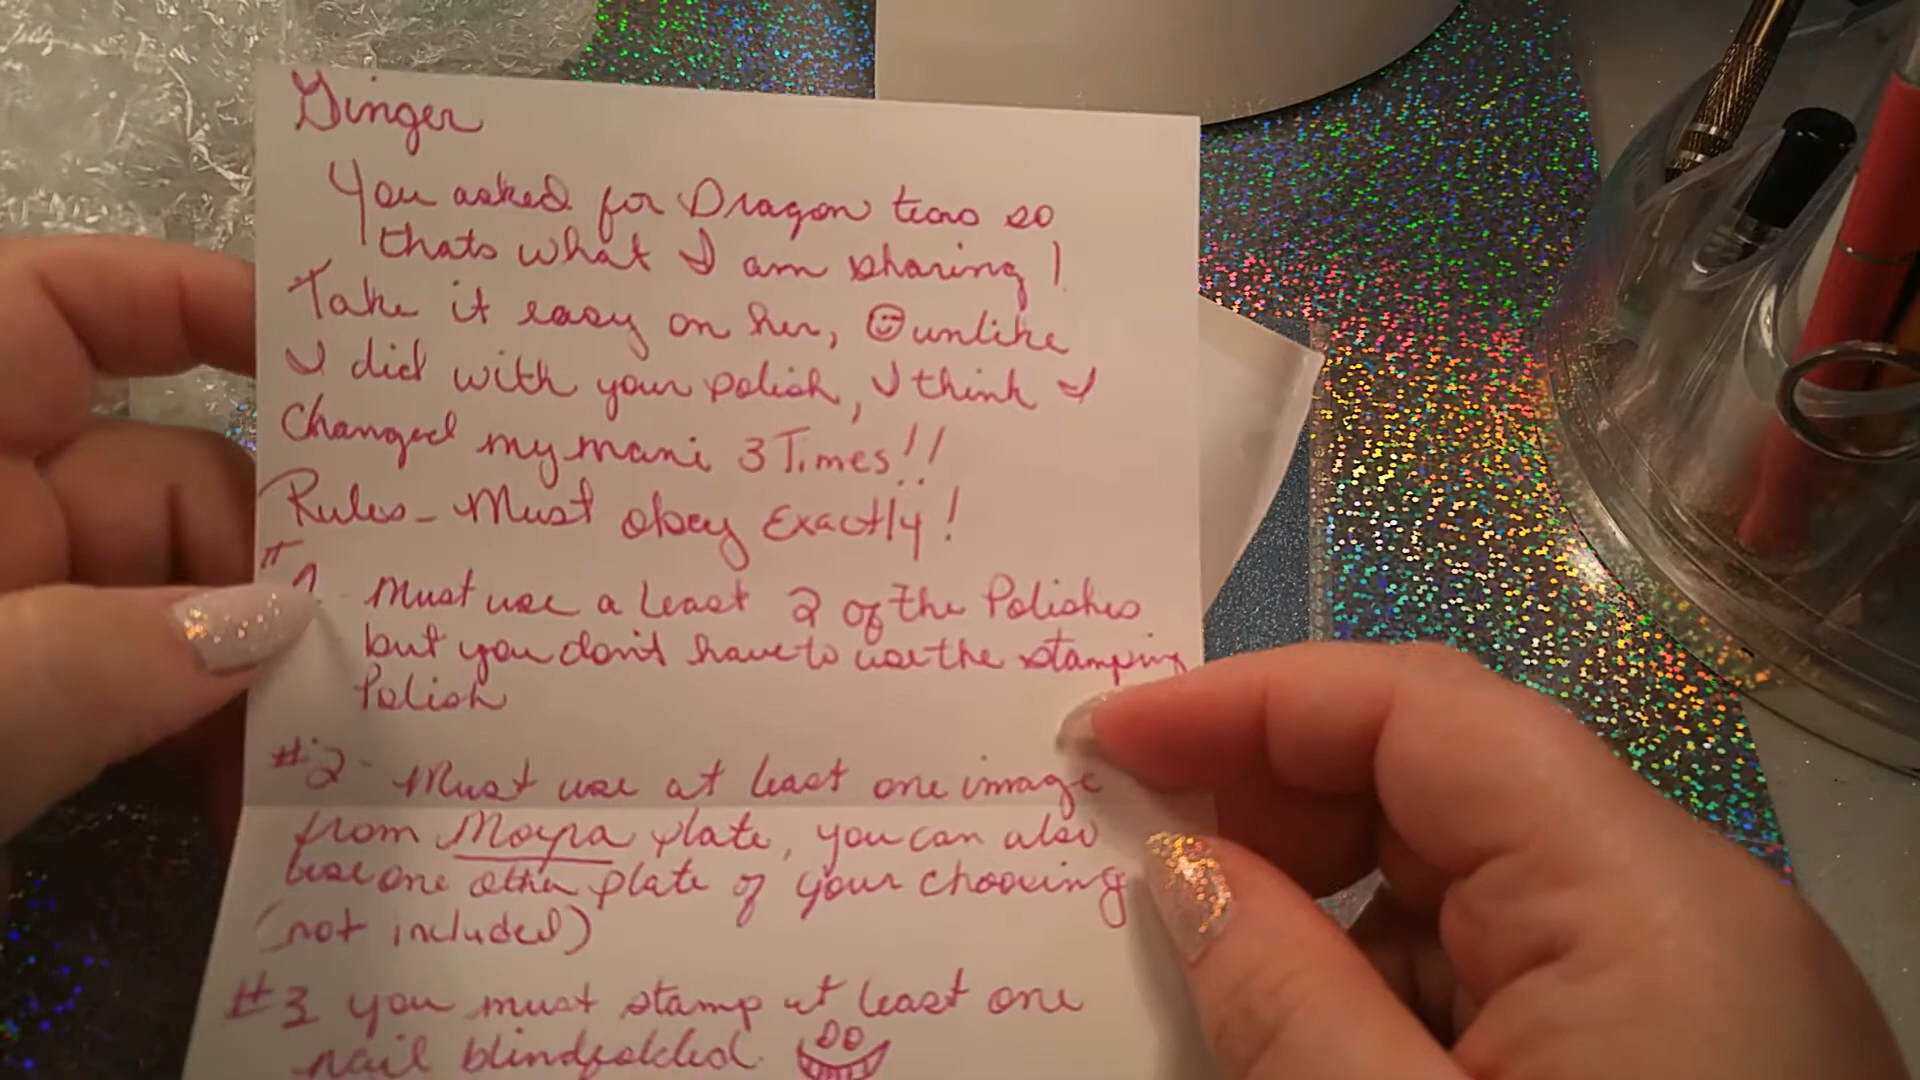 Ginger
You asked for Dragon tears so
thats what I am sharing!
Take it easy on her, unlike
I did with your polish, I think I
changed my mani 3 Times!!
Rules - Must obey Exactly!
#1 - Must use a Least 2 of the Polishes
but you don't have to use the stamping
Polish
#2 - Must use at least one image
from Moyra plate, you can also
use one other plate of your choosing
(not included)
#3 you must stamp at least one
nail blindfolded.